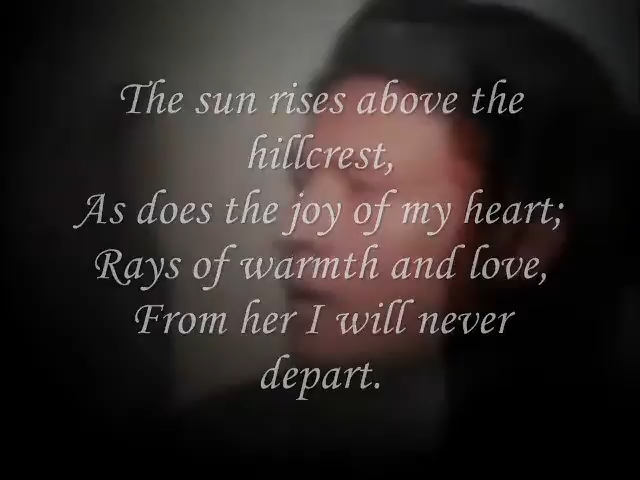 The sun rises above the
hillcrest,
As does the joy of my heart;
Rays of warmth and love,
From her I will never
depart.